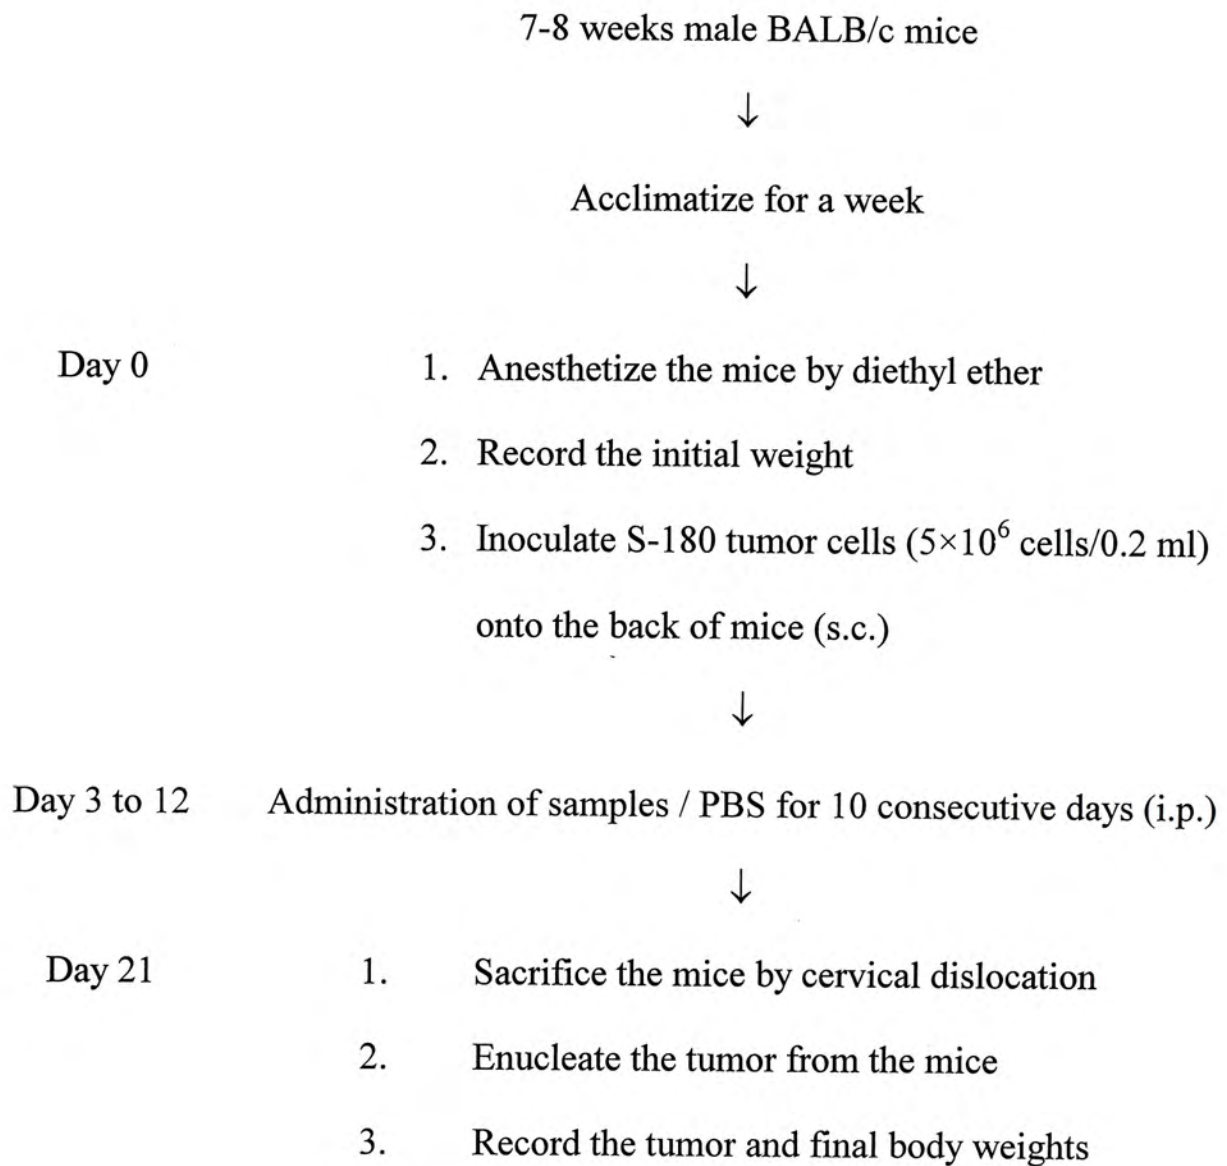 7-8 weeks male BALB/c mice
↓
Acclimatize for a week
↓
Day 0 1. Anesthetize the mice by diethyl ether
2. Record the initial weight
3. Inoculate S-180 tumor cells (5×10⁶ cells/0.2 ml)
onto the back of mice (s.c.)
↓
Day 3 to 12 Administration of samples / PBS for 10 consecutive days (i.p.)
↓
Day 21 1. Sacrifice the mice by cervical dislocation
2. Enucleate the tumor from the mice
3. Record the tumor and final body weights